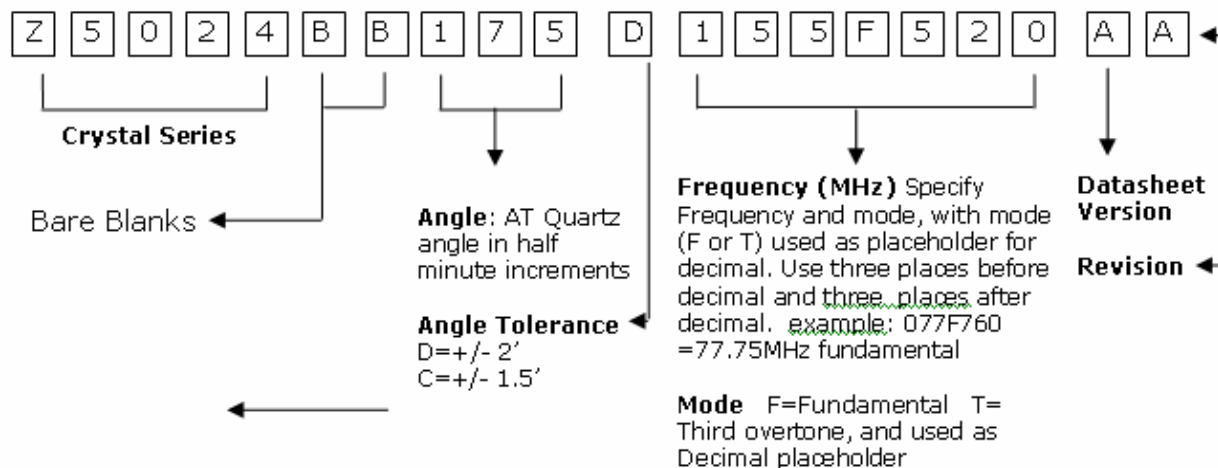 Z 5 0 2 4 B B 1 7 5 D 1 5 5 F 5 2 0 A A
Crystal Series
Bare Blanks
Angle: AT Quartz
angle in half
minute increments
Angle Tolerance
D=+/- 2’
C=+/- 1.5’
Frequency (MHz) Specify
Frequency and mode, with mode
(F or T) used as placeholder for
decimal. Use three places before
decimal and three places after
decimal. example: 077F760
=77.75MHz fundamental
Mode F=Fundamental T=
Third overtone, and used as
Decimal placeholder
Datasheet
Version
Revision